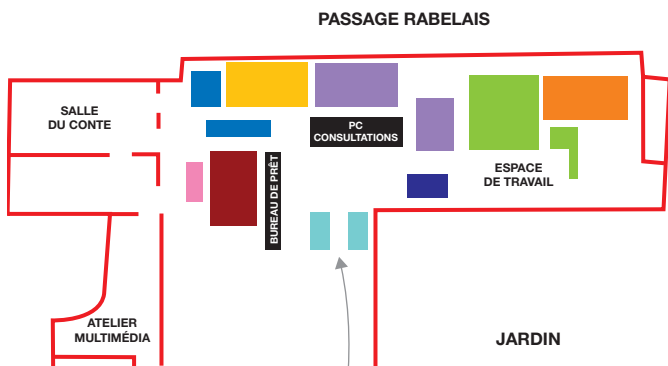 PASSAGE RABELAIS
SALLE
DU CONTE
PC
CONSULTATIONS
BUREAU DE PRÊT
ESPACE
DE TRAVAIL
ATELIER
MULTIMÉDIA
JARDIN